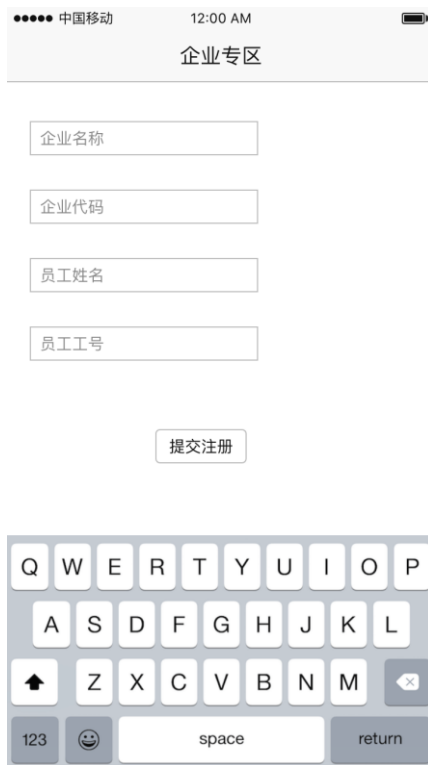 中国移动 12:00 AM
企业专区
企业名称
企业代码
员工姓名
员工工号
提交注册
Q W E R T Y U I O P
A S D F G H J K L
Z X C V B N M
123 space return